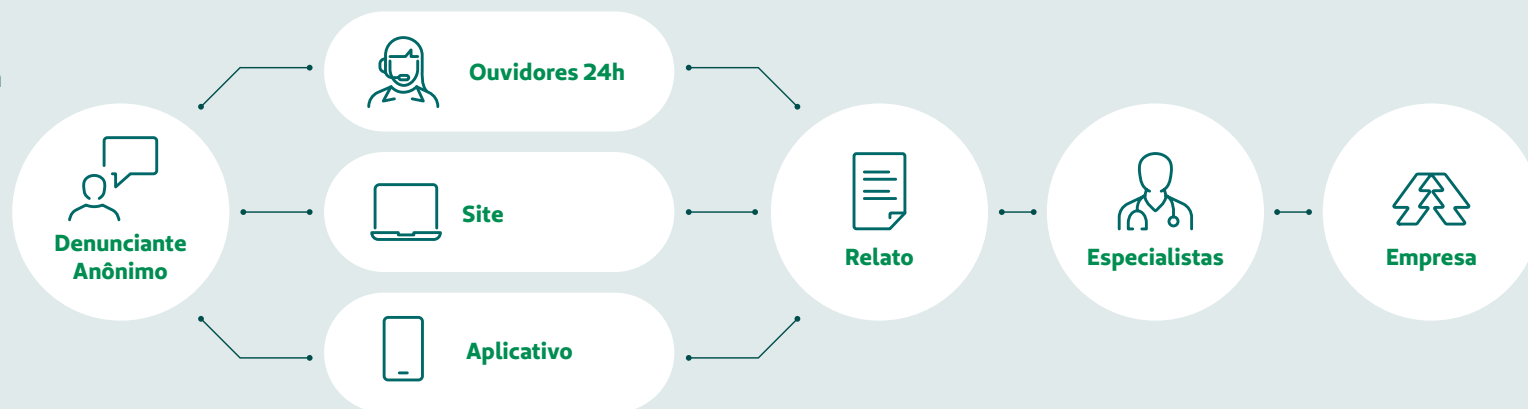 Denunciante
Anônimo
Ouvidores 24h
Site
Aplicativo
Relato
Especialistas
Empresa